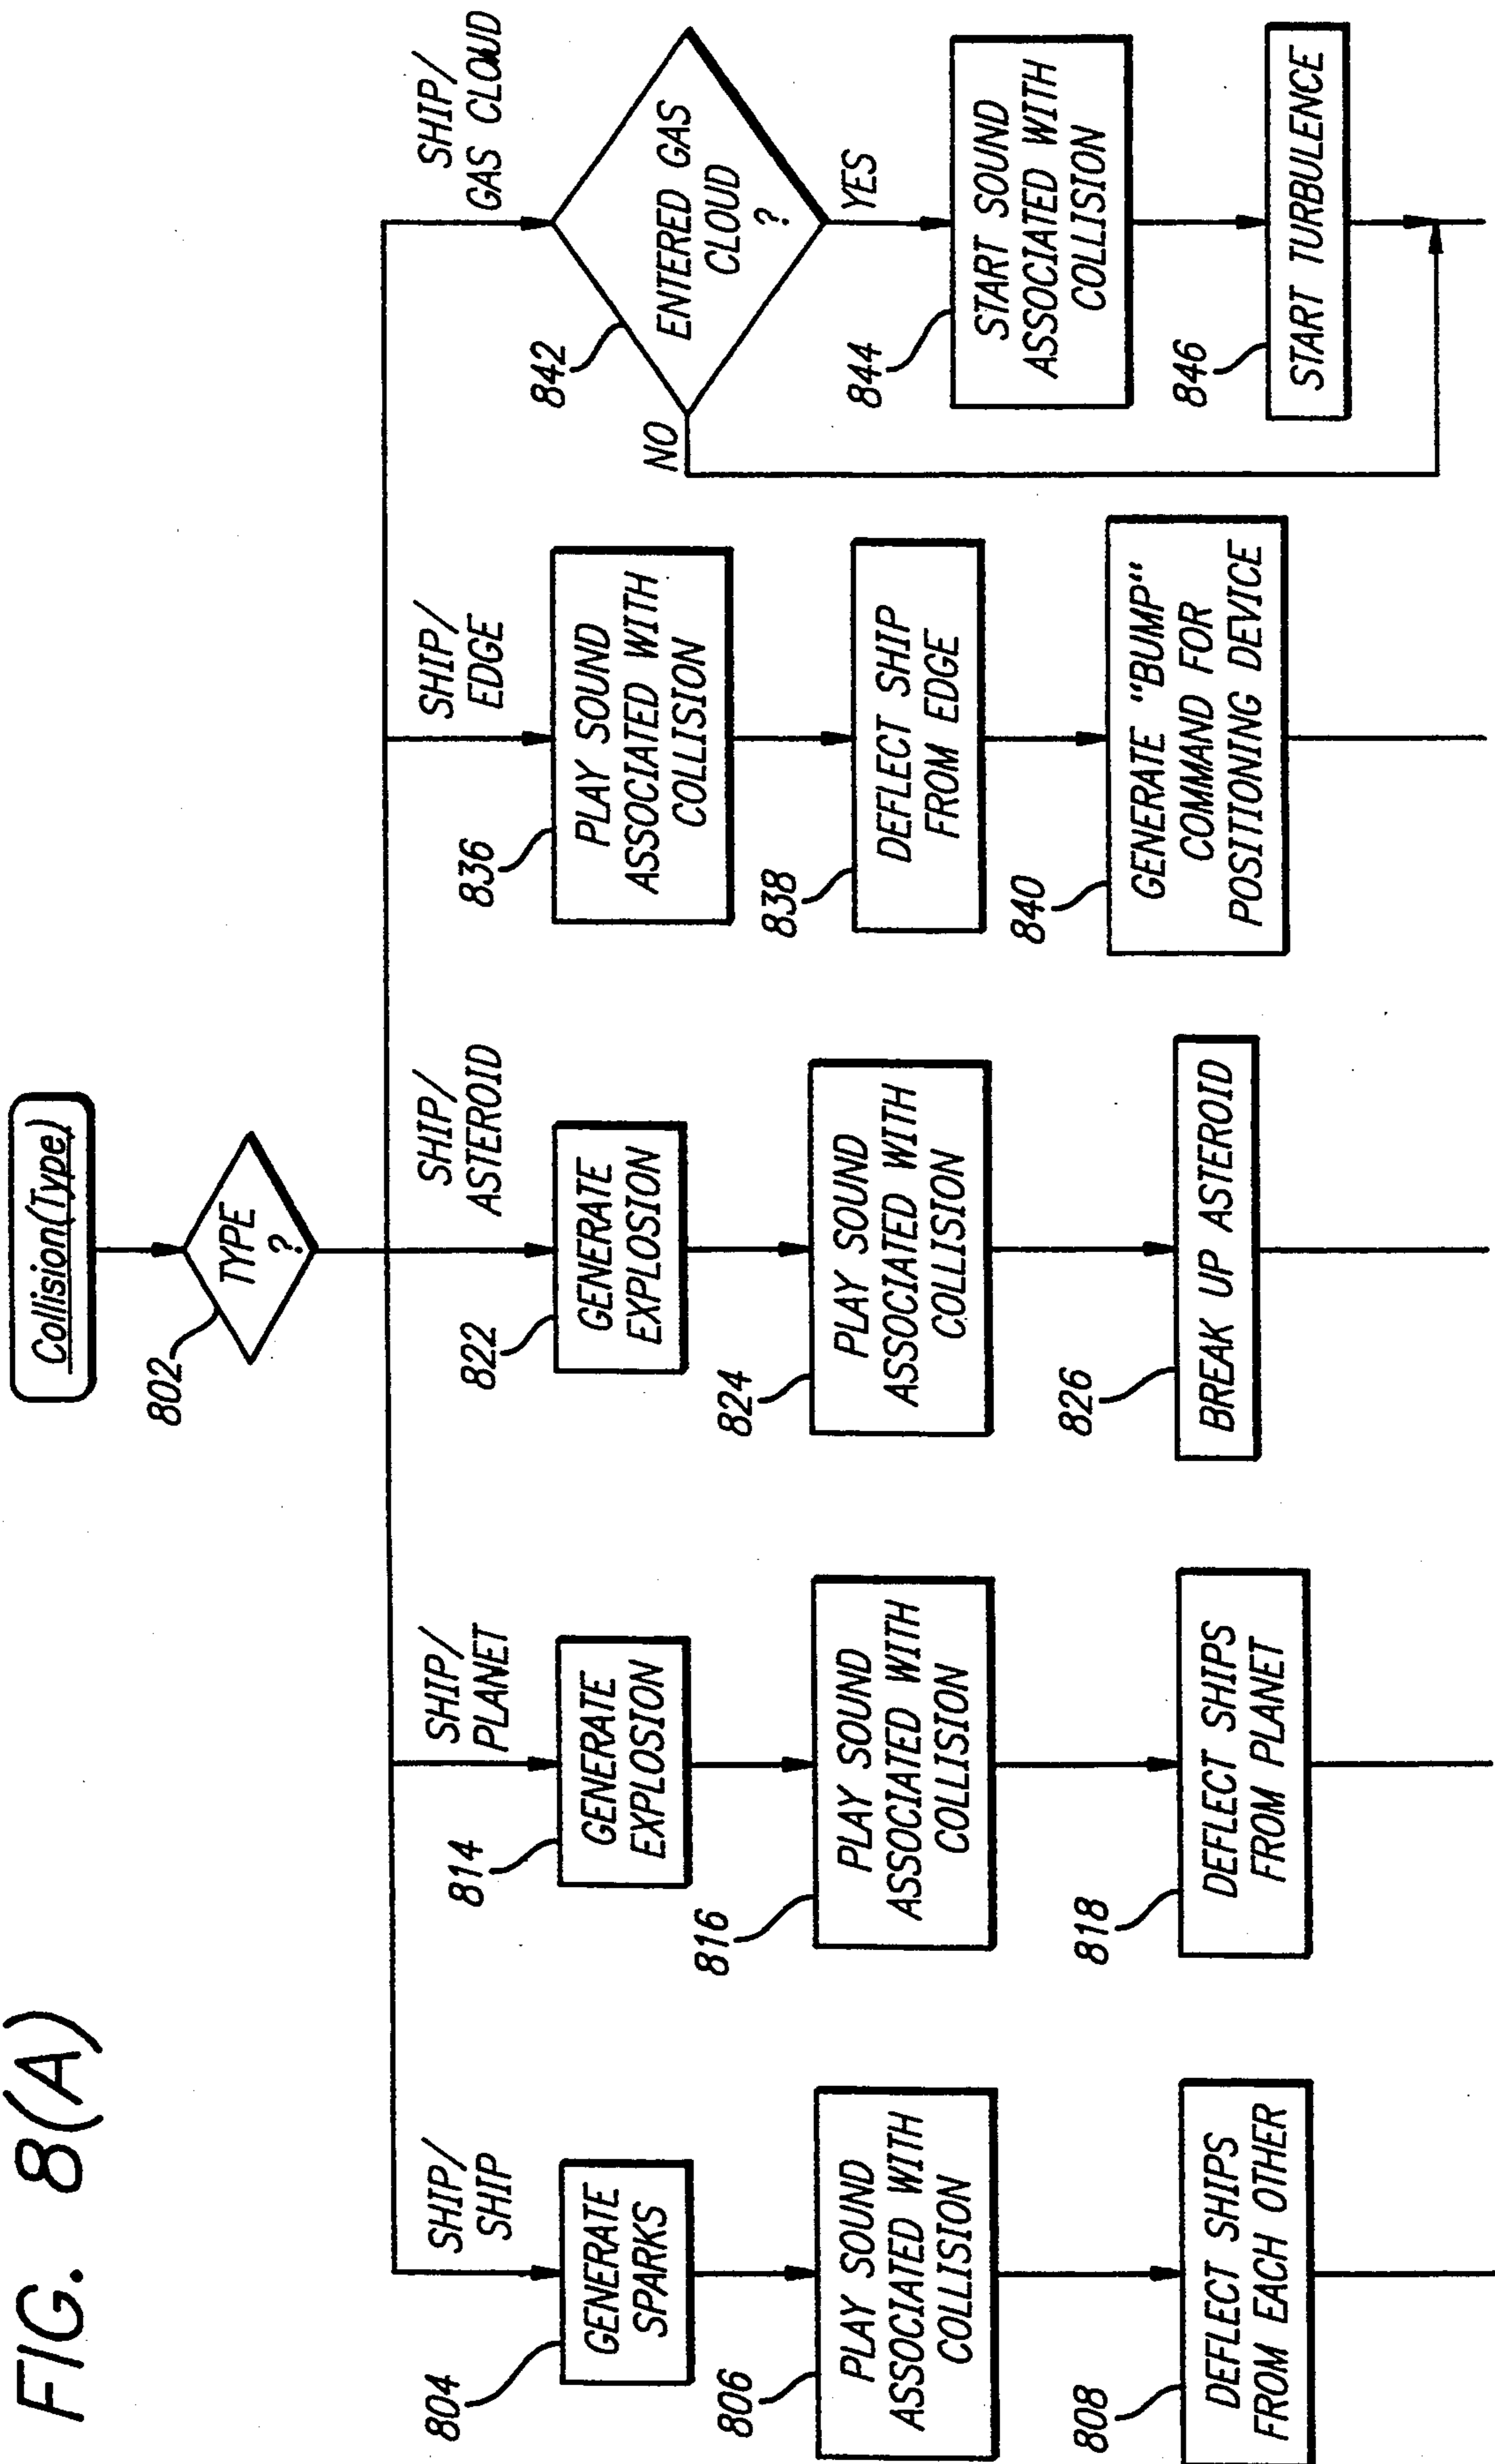 FIG. 8(A)
Collision(Type)
802
TYPE
?
SHIP/
SHIP
804
GENERATE
SPARKS
806
PLAY SOUND
ASSOCIATED WITH
COLLISION
808
DEFLECT SHIPS
FROM EACH OTHER
SHIP/
PLANET
814
GENERATE
EXPLOSION
816
PLAY SOUND
ASSOCIATED WITH
COLLISION
818
DEFLECT SHIPS
FROM PLANET
SHIP/
ASTEROID
822
GENERATE
EXPLOSION
824
PLAY SOUND
ASSOCIATED WITH
COLLISION
826
BREAK UP ASTEROID
SHIP/
EDGE
836
PLAY SOUND
ASSOCIATED WITH
COLLISION
838
DEFLECT SHIP
FROM EDGE
840
GENERATE "BUMP"
COMMAND FOR
POSITIONING DEVICE
SHIP/
GAS CLOUD
842
ENTERED GAS
CLOUD
?
NO
YES
844
START SOUND
ASSOCIATED WITH
COLLISION
846
START TURBULENCE